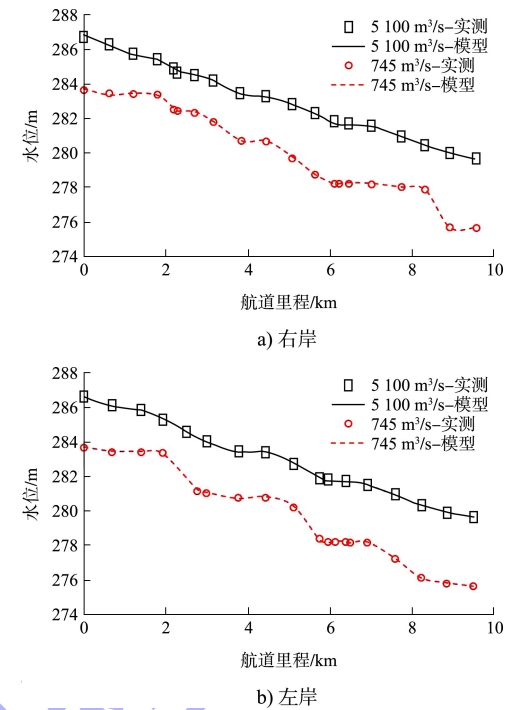 288
286
284
282
280
278
276
274
水位/m
5 100 m³/s–实测
5 100 m³/s–模型
745 m³/s–实测
745 m³/s–模型
0 2 4 6 8 10
航道里程/km
a) 右岸
288
286
284
282
280
278
276
274
水位/m
5 100 m³/s–实测
5 100 m³/s–模型
745 m³/s–实测
745 m³/s–模型
0 2 4 6 8 10
航道里程/km
b) 左岸